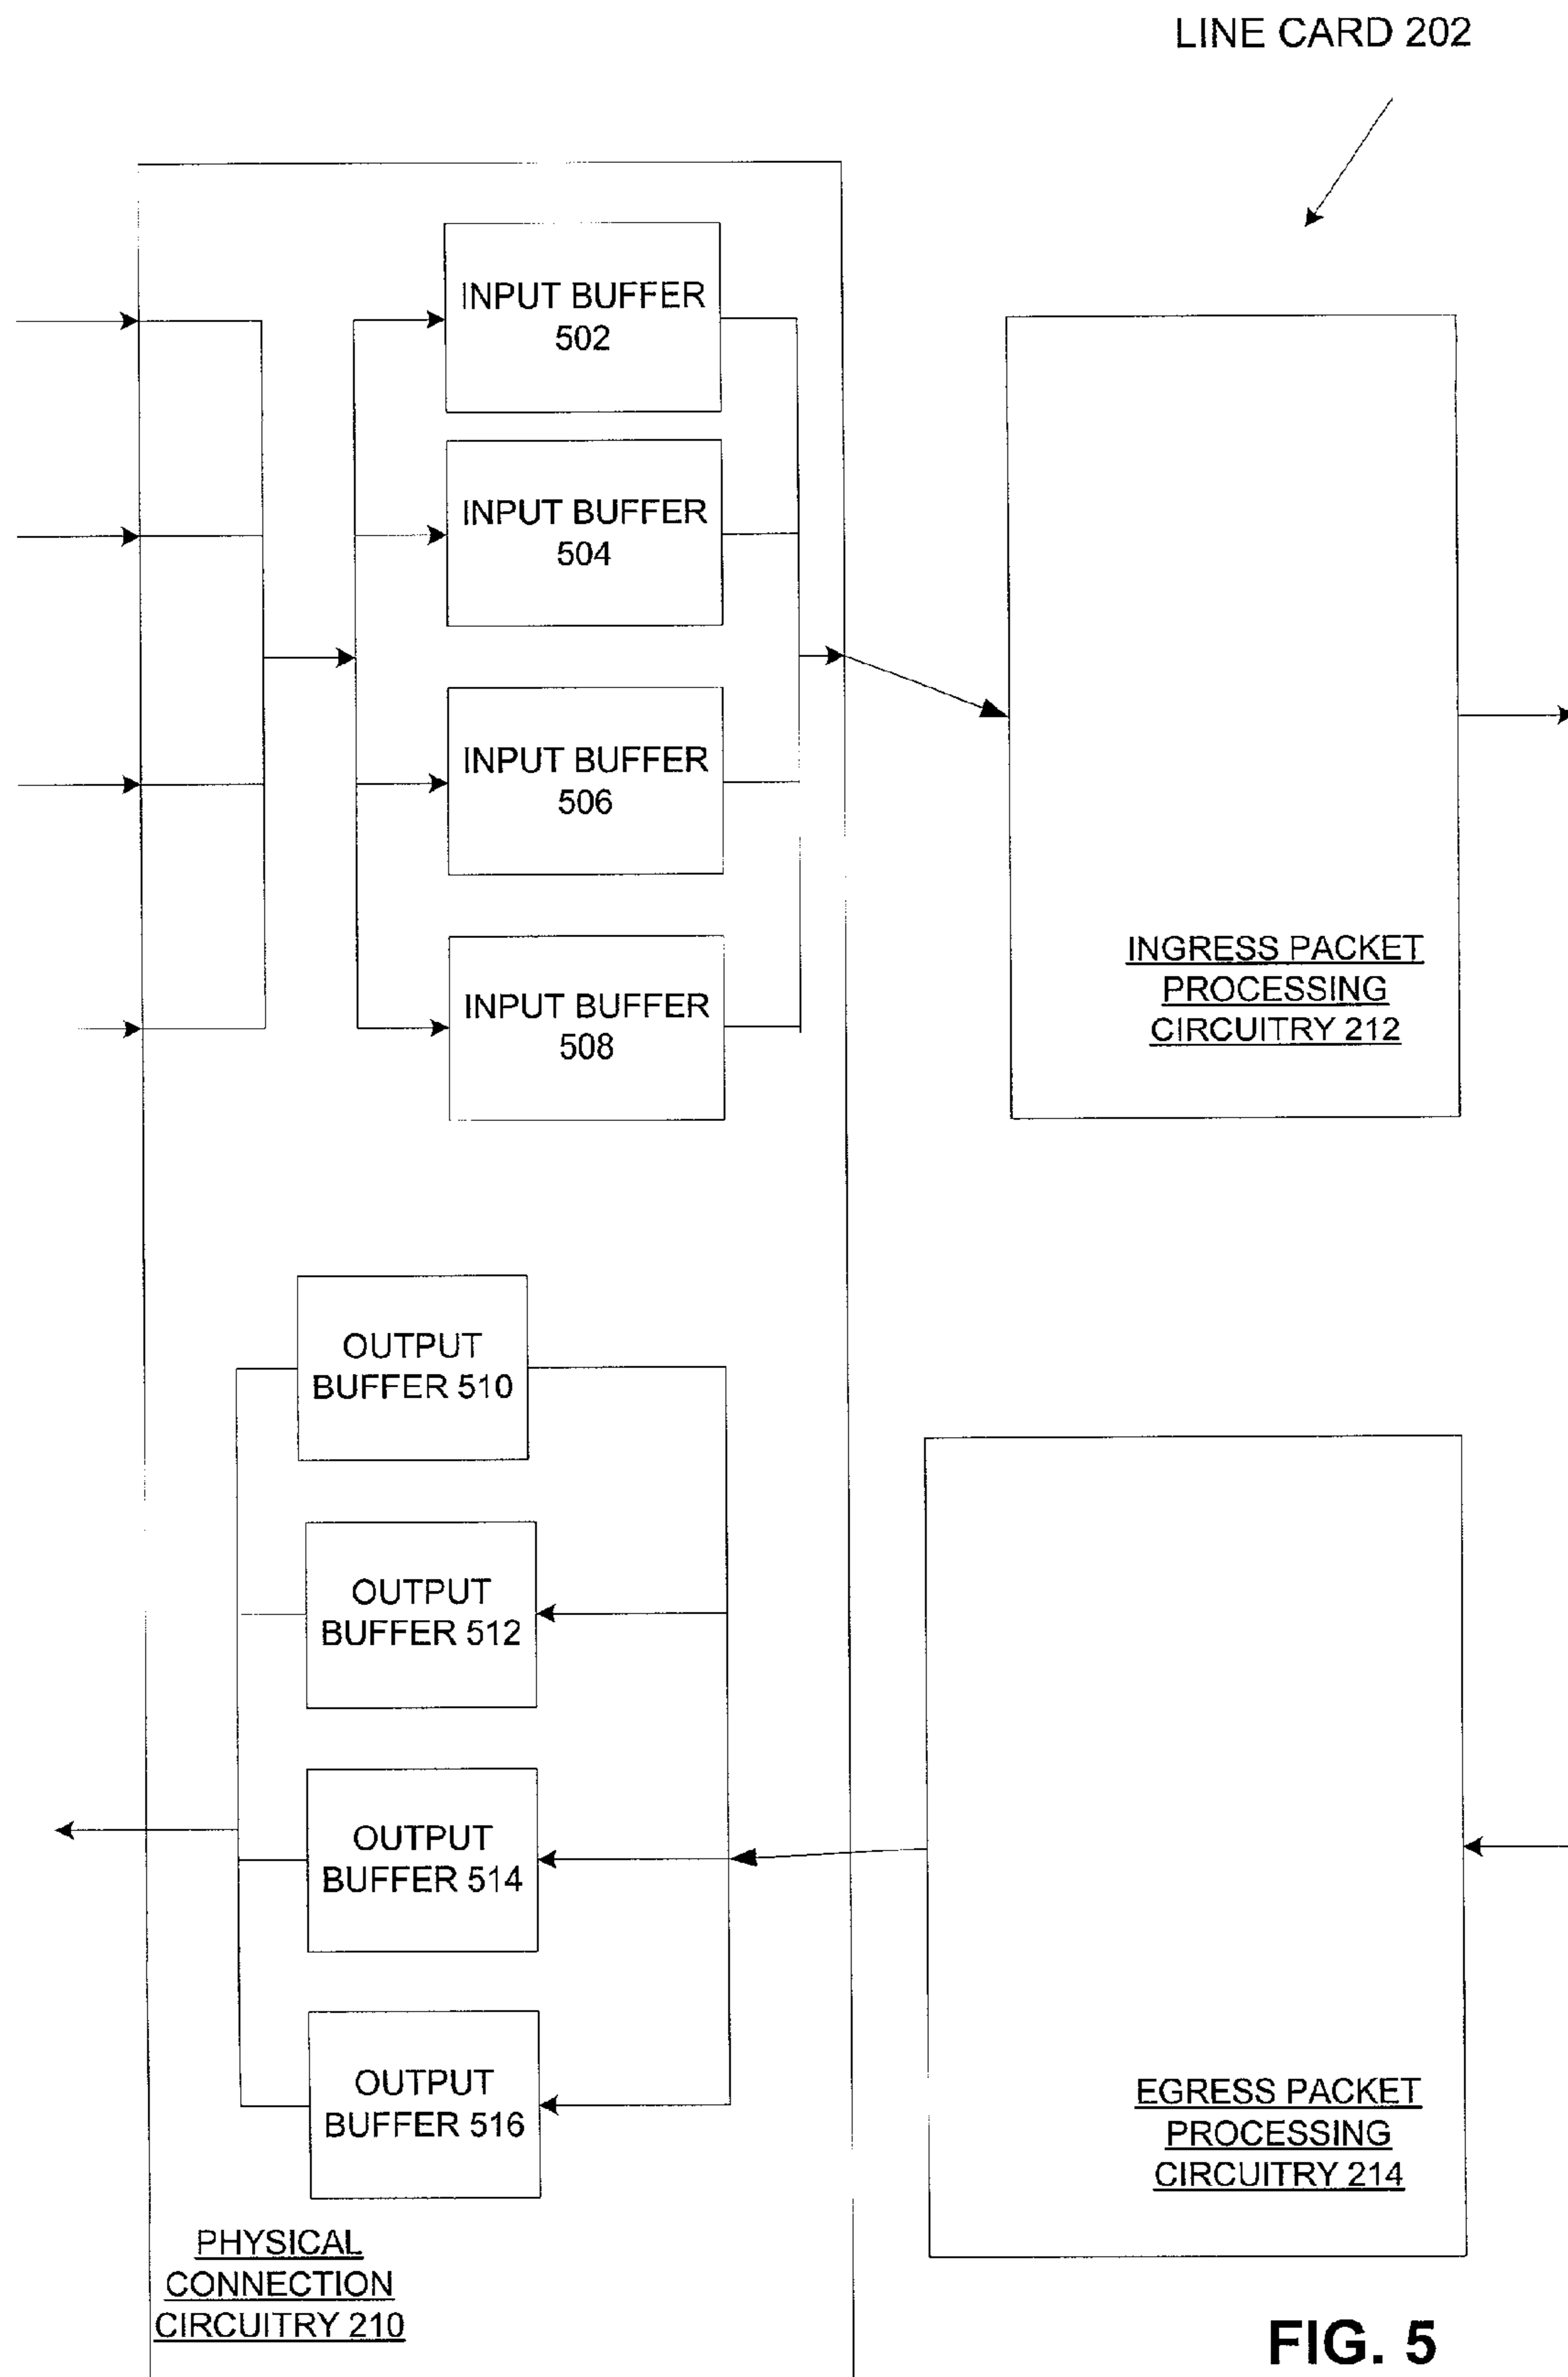 LINE CARD 202
INPUT BUFFER
502
INPUT BUFFER
504
INPUT BUFFER
506
INPUT BUFFER
508
INGRESS PACKET
PROCESSING
CIRCUITRY 212
OUTPUT
BUFFER 510
OUTPUT
BUFFER 512
OUTPUT
BUFFER 514
OUTPUT
BUFFER 516
EGRESS PACKET
PROCESSING
CIRCUITRY 214
PHYSICAL
CONNECTION
CIRCUITRY 210
FIG. 5